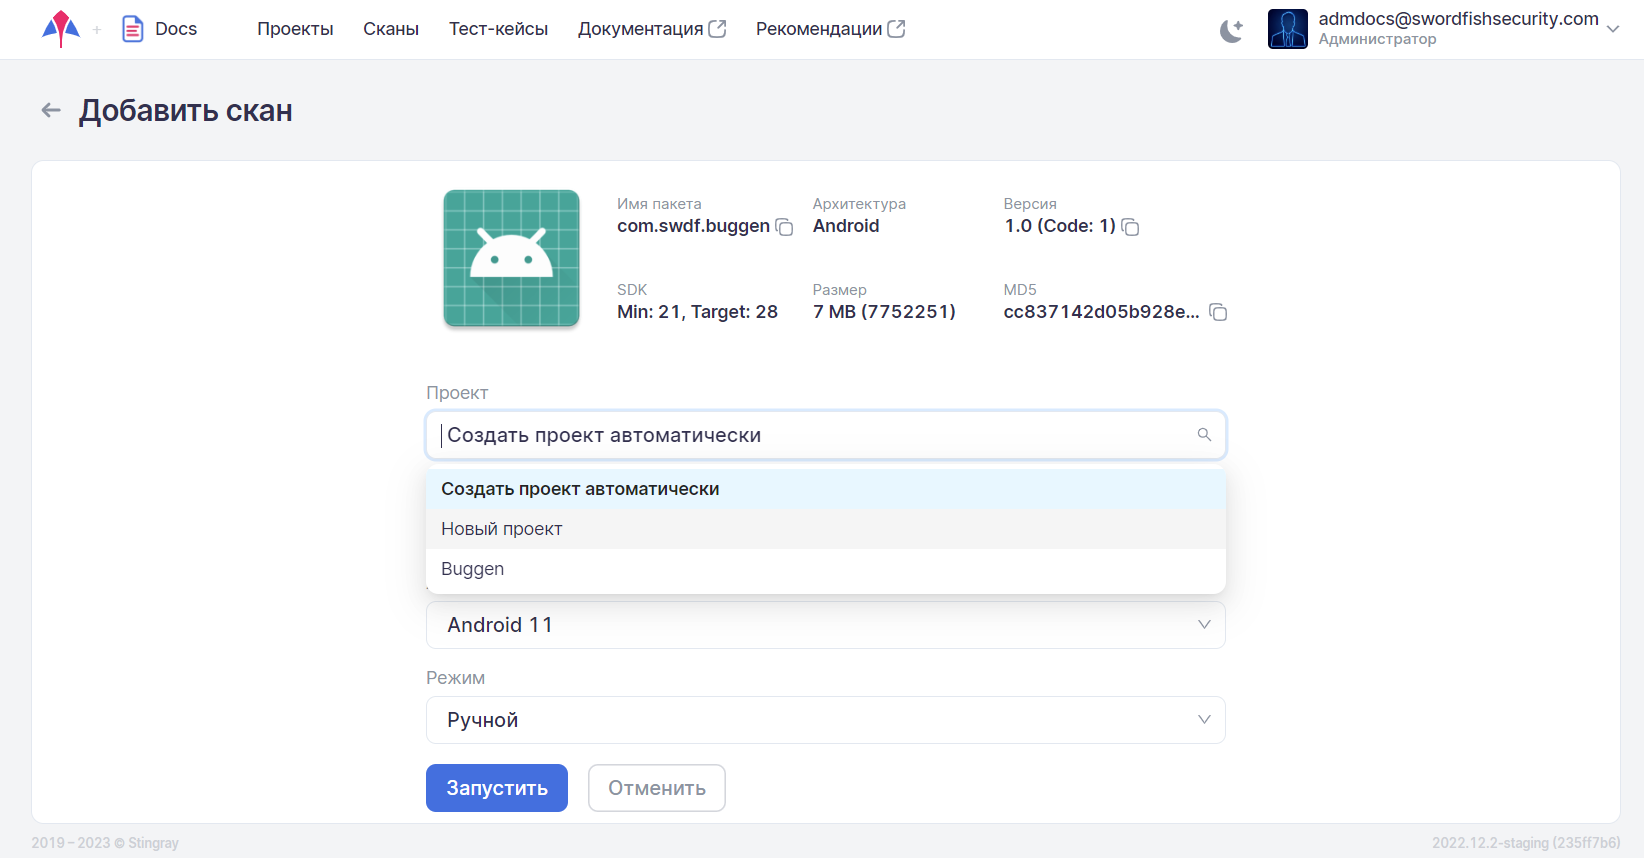 Docs
Проекты
Сканы
Тест-кейсы
Документация
Рекомендации
admdocs@swordfishsecurity.com
Администратор
Добавить скан
Имя пакета
com.swdf.buggen
Архитектура
Android
Версия
1.0 (Code: 1)
SDK
Min: 21, Target: 28
Размер
7 MB (7752251)
MD5
cc837142d05b928e...
Проект
Создать проект автоматически
Создать проект автоматически
Новый проект
Buggen
Android 11
Режим
Ручной
Запустить
Отменить
2019 – 2023 © Stingray
2022.12.2-staging (235ff7b6)